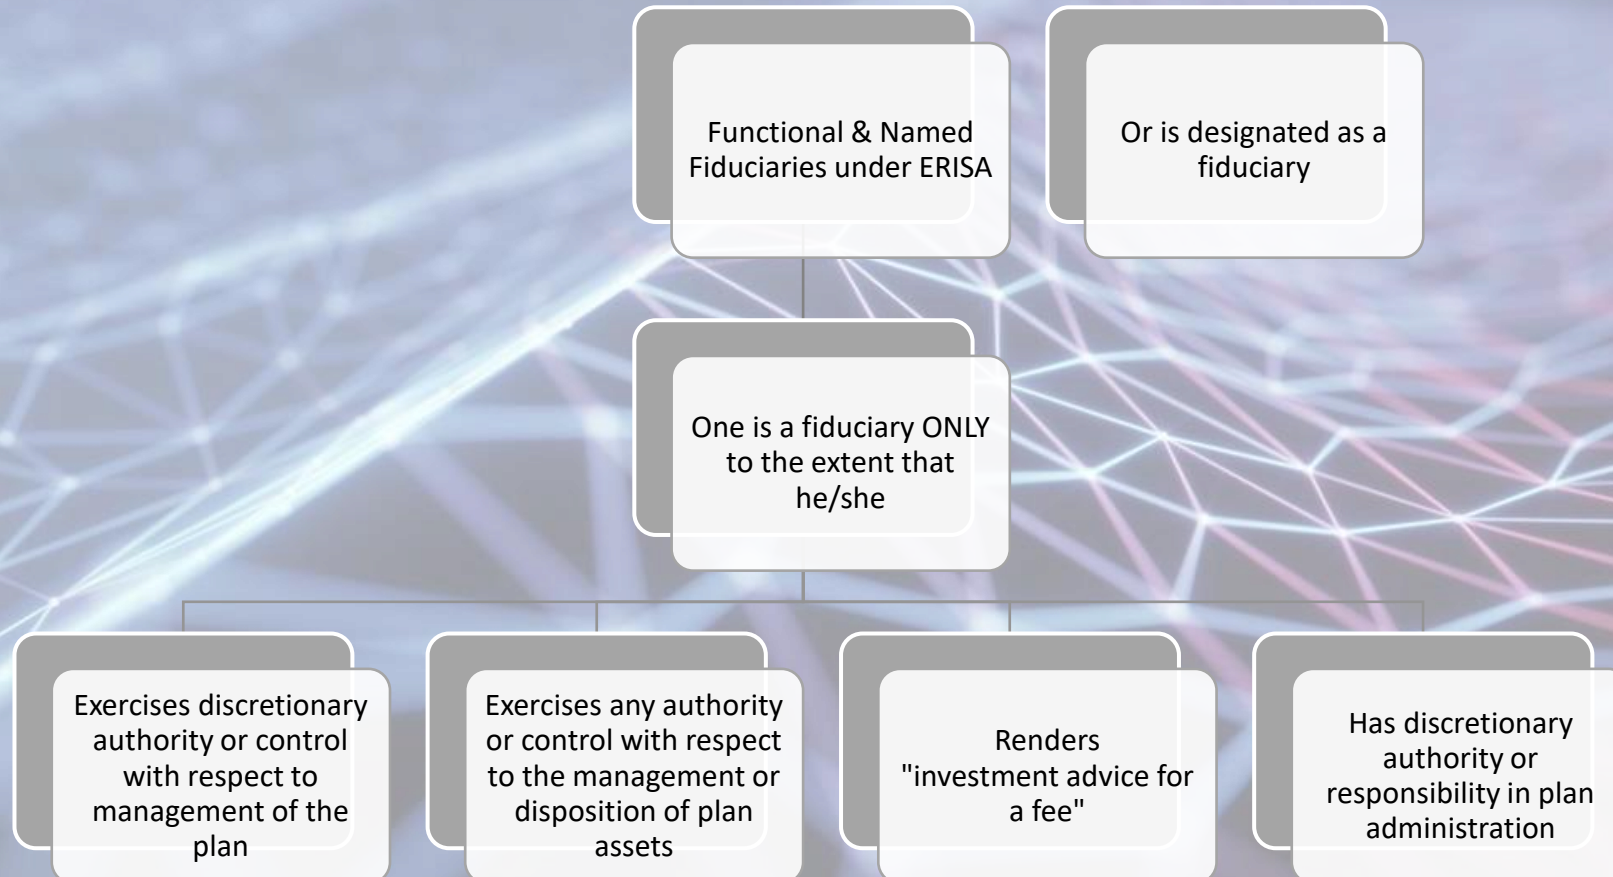 Functional & Named
Fiduciaries under ERISA
Or is designated as a
fiduciary
One is a fiduciary ONLY
to the extent that
he/she
Exercises discretionary
authority or control
with respect to
management of the
plan
Exercises any authority
or control with respect
to the management or
disposition of plan
assets
Renders
"investment advice for
a fee"
Has discretionary
authority or
responsibility in plan
administration